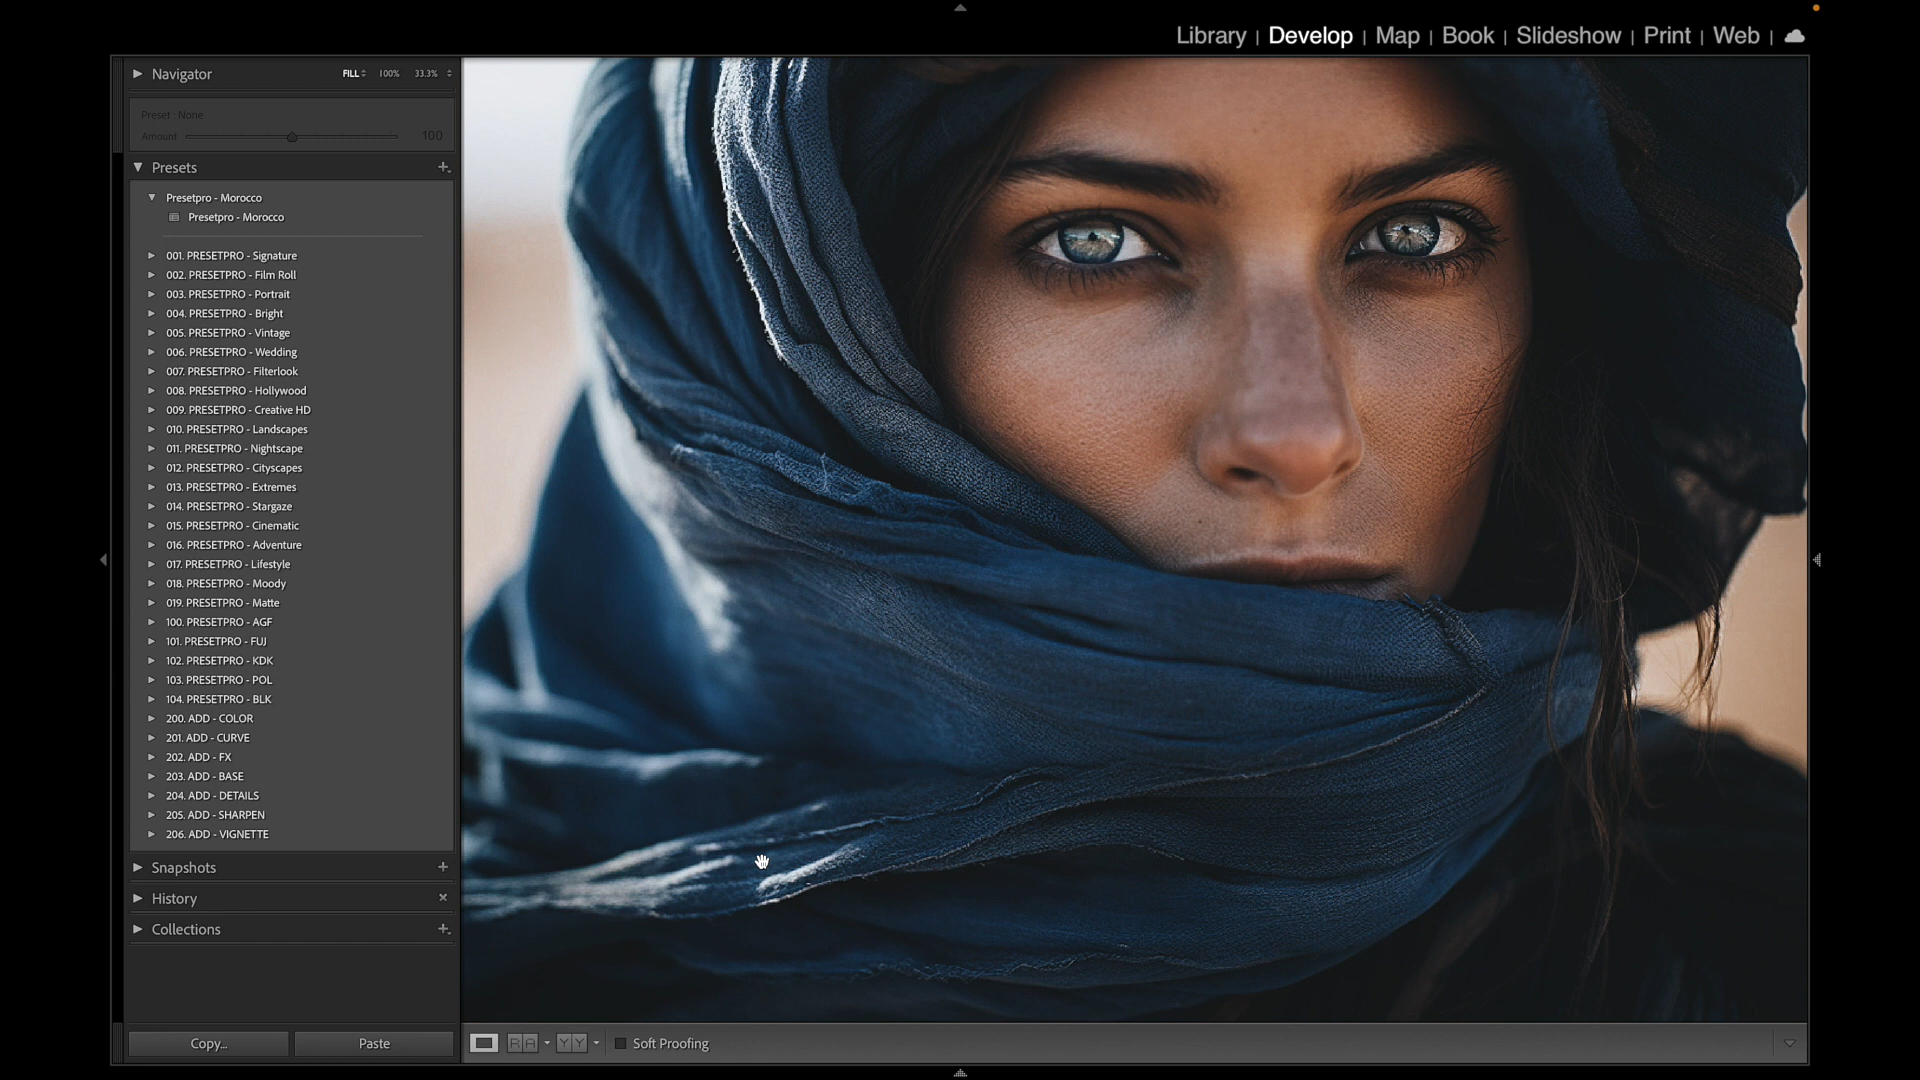 Library | Develop | Map | Book | Slideshow | Print | Web |
Navigator FILL 100% 33.3%
Preset : None
Amount 100
Presets
Presetpro - Morocco
Presetpro - Morocco
001. PRESETPRO - Signature
002. PRESETPRO - Film Roll
003. PRESETPRO - Portrait
004. PRESETPRO - Bright
005. PRESETPRO - Vintage
006. PRESETPRO - Wedding
007. PRESETPRO - Filterlook
008. PRESETPRO - Hollywood
009. PRESETPRO - Creative HD
010. PRESETPRO - Landscapes
011. PRESETPRO - Nightscape
012. PRESETPRO - Cityscapes
013. PRESETPRO - Extremes
014. PRESETPRO - Stargaze
015. PRESETPRO - Cinematic
016. PRESETPRO - Adventure
017. PRESETPRO - Lifestyle
018. PRESETPRO - Moody
019. PRESETPRO - Matte
100. PRESETPRO - AGF
101. PRESETPRO - FUJ
102. PRESETPRO - KDK
103. PRESETPRO - POL
104. PRESETPRO - BLK
200. ADD - COLOR
201. ADD - CURVE
202. ADD - FX
203. ADD - BASE
204. ADD - DETAILS
205. ADD - SHARPEN
206. ADD - VIGNETTE
Snapshots
History
Collections
Copy... Paste R A Y Y Soft Proofing